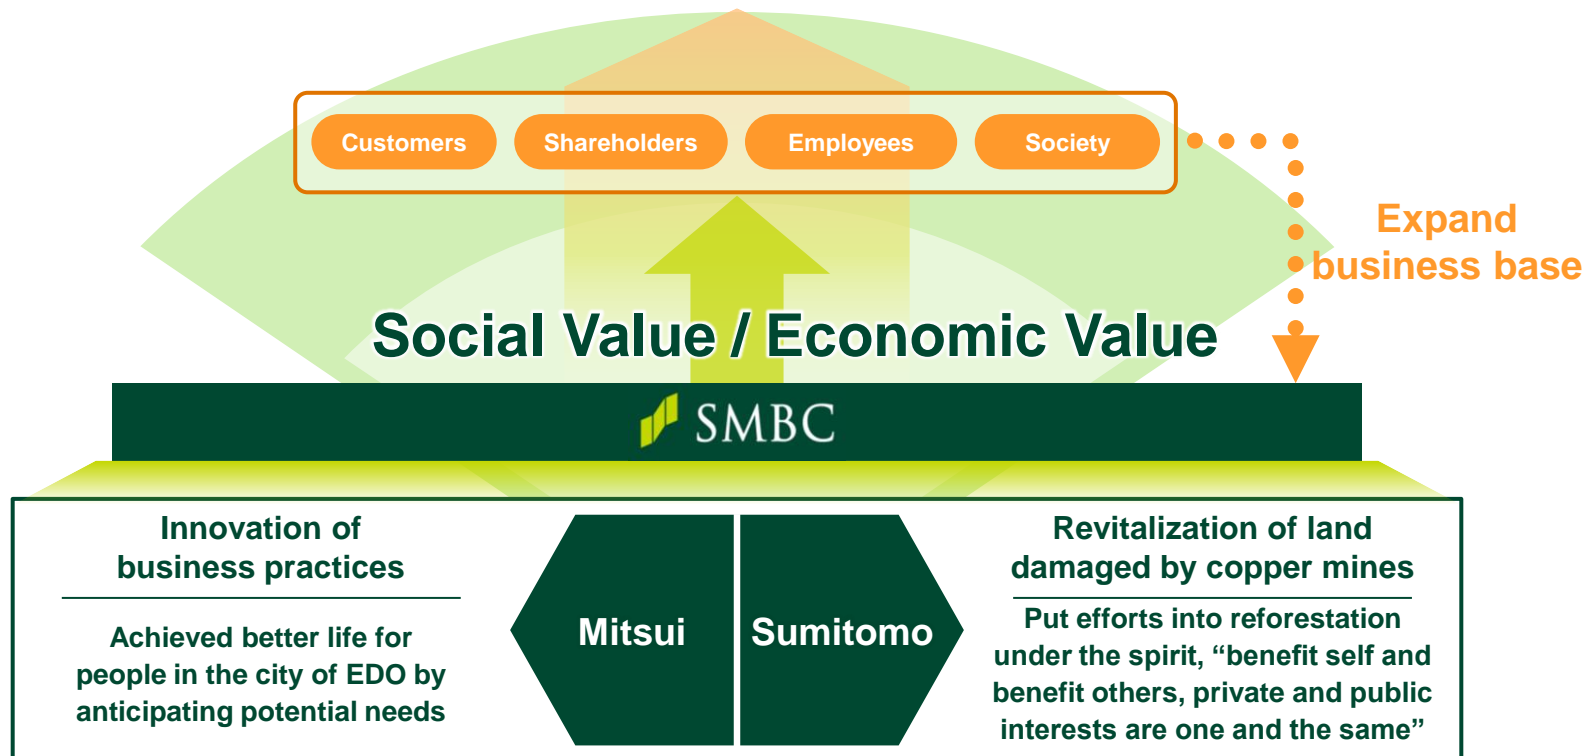 Customers
Shareholders
Employees
Society
Expand
business base
Social Value / Economic Value
SMBC
Innovation of
business practices
Achieved better life for
people in the city of EDO by
anticipating potential needs
Mitsui
Sumitomo
Revitalization of land
damaged by copper mines
Put efforts into reforestation
under the spirit, “benefit self and
benefit others, private and public
interests are one and the same”